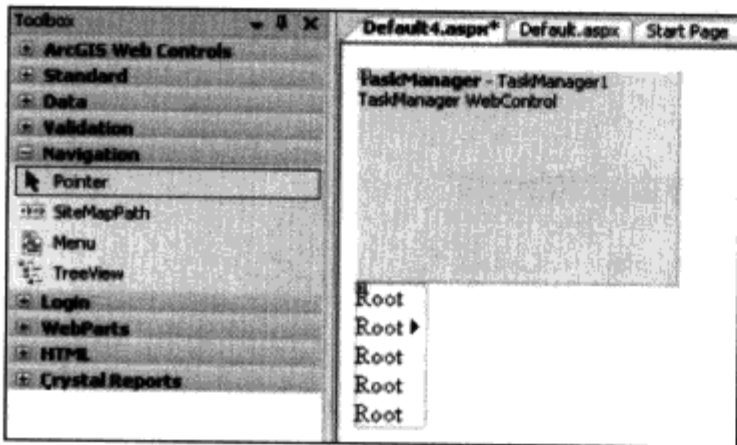 Toolbox
ArcGIS Web Controls
Standard
Data
Validation
Navigation
Pointer
SiteMapPath
Menu
TreeView
Login
WebParts
HTML
Crystal Reports
Default4.aspx* Default.aspx Start Page
TaskManager - TaskManager1
TaskManager WebControl
Root
Root
Root
Root
Root